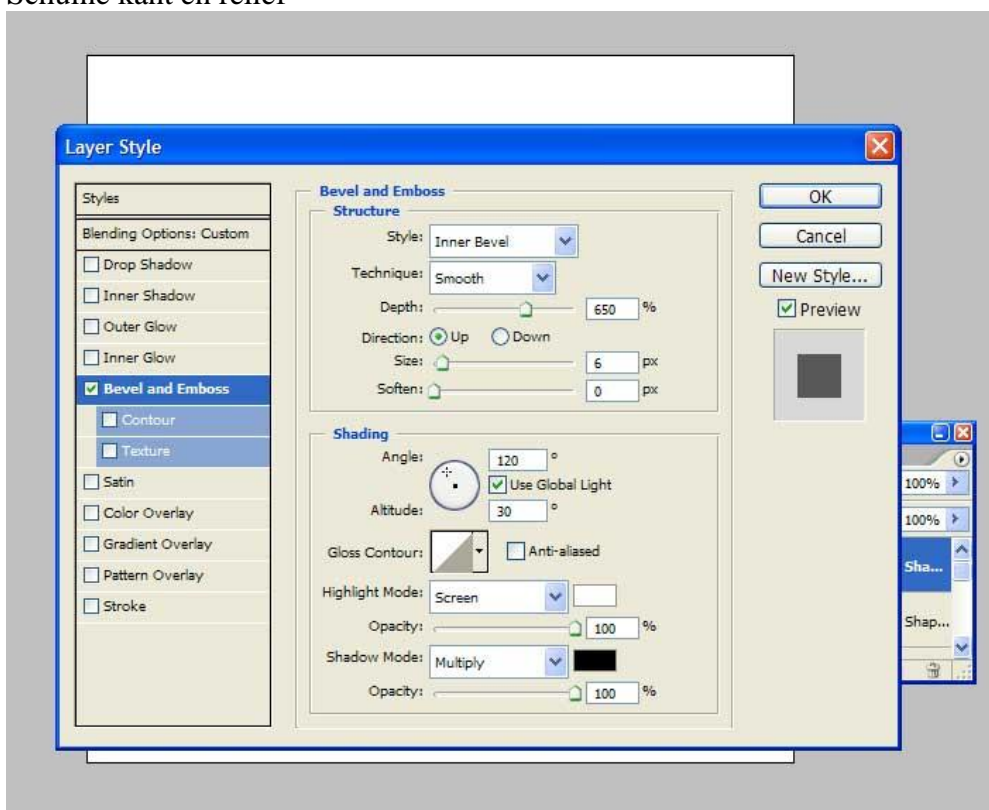 Schuine kant en reliëf
Layer Style
Styles
Blending Options: Custom
Drop Shadow
Inner Shadow
Outer Glow
Inner Glow
Bevel and Emboss
Contour
Texture
Satin
Color Overlay
Gradient Overlay
Pattern Overlay
Stroke
Bevel and Emboss
Structure
Style: Inner Bevel
Technique: Smooth
Depth: 650 %
Direction: Up Down
Size: 6 px
Soften: 0 px
Shading
Angle: 120 °
Use Global Light
Altitude: 30 °
Gloss Contour: Anti-aliased
Highlight Mode: Screen
Opacity: 100 %
Shadow Mode: Multiply
Opacity: 100 %
OK
Cancel
New Style...
Preview
100%
100%
Sha...
Shap...